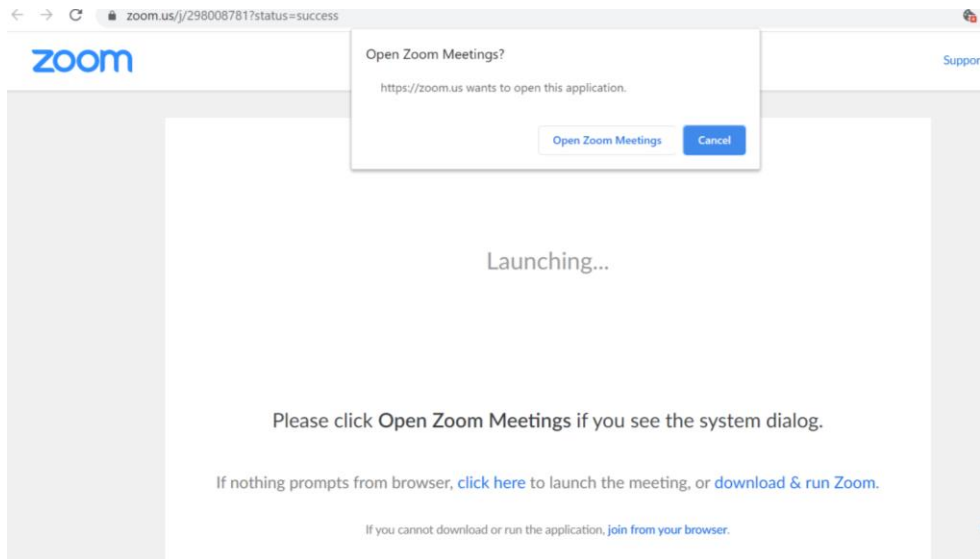 zoom.us/j/298008781?status=success
zoom
Open Zoom Meetings?
https://zoom.us wants to open this application.
Open Zoom Meetings Cancel
Launching...
Please click Open Zoom Meetings if you see the system dialog.
If nothing prompts from browser, click here to launch the meeting, or download & run Zoom.
If you cannot download or run the application, join from your browser.